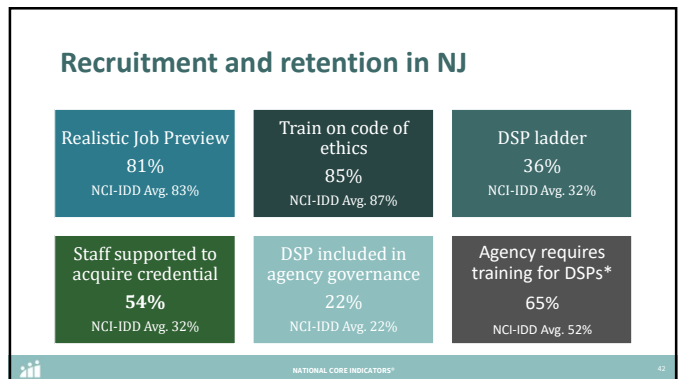 Recruitment and retention in NJ
Realistic Job Preview
81%
NCI-IDD Avg. 83%
Train on code of
ethics
85%
NCI-IDD Avg. 87%
DSP ladder
36%
NCI-IDD Avg. 32%
Staff supported to
acquire credential
54%
NCI-IDD Avg. 32%
DSP included in
agency governance
22%
NCI-IDD Avg. 22%
Agency requires
training for DSPs*
65%
NCI-IDD Avg. 52%
NATIONAL CORE INDICATORS®
42